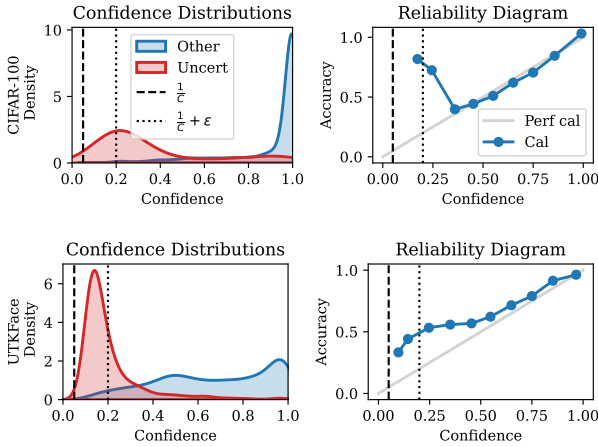 Confidence Distributions
CIFAR-100
Density
10
5
0
0.0 0.2 0.4 0.6 0.8 1.0
Confidence
Other
Uncert
1/C
1/C + ε
Reliability Diagram
Accuracy
1.0
0.5
0.0
0.00 0.25 0.50 0.75 1.00
Confidence
Perf cal
Cal
Confidence Distributions
UTKFace
Density
6
4
2
0
0.0 0.2 0.4 0.6 0.8 1.0
Confidence
Reliability Diagram
Accuracy
1.0
0.5
0.0
0.00 0.25 0.50 0.75 1.00
Confidence